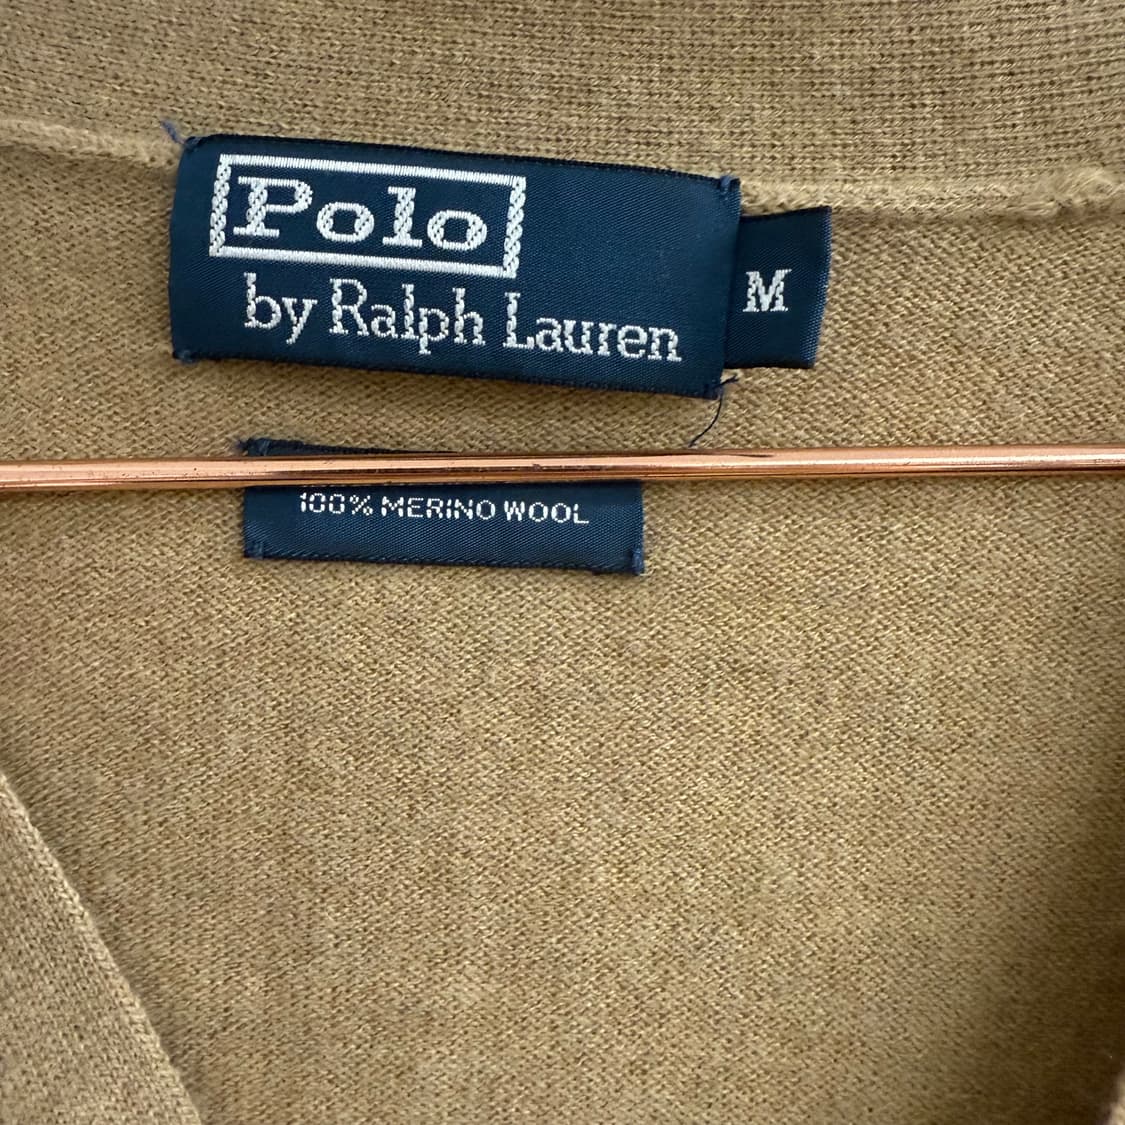 Polo
by Ralph Lauren
M
100% MERINO WOOL